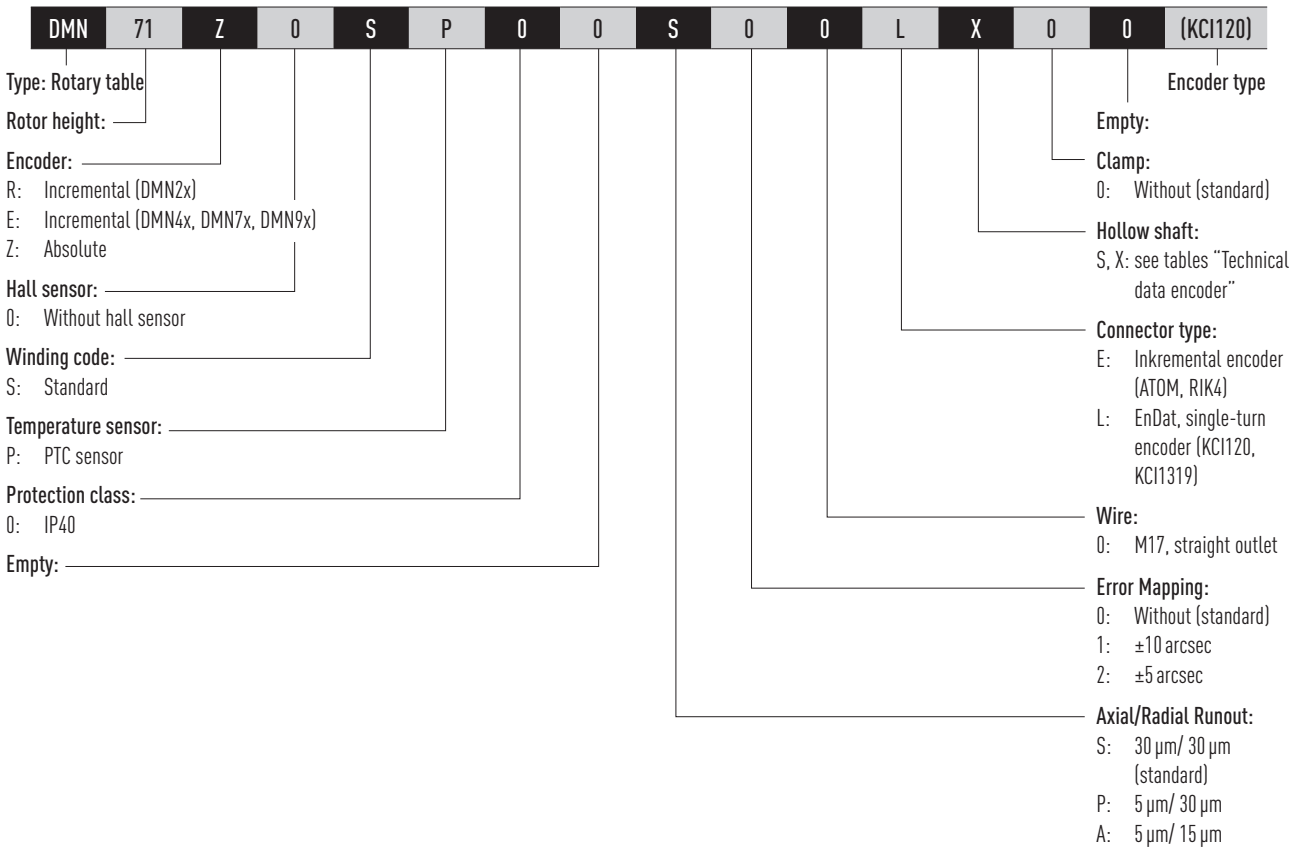 DMN 71 Z 0 S P 0 0 S 0 0 L X 0 0 (KCI120)
Type: Rotary table
Rotor height:
Encoder:
R: Incremental (DMN2x)
E: Incremental (DMN4x, DMN7x, DMN9x)
Z: Absolute
Hall sensor:
0: Without hall sensor
Winding code:
S: Standard
Temperature sensor:
P: PTC sensor
Protection class:
0: IP40
Empty:
Encoder type
Empty:
Clamp:
0: Without (standard)
Hollow shaft:
S, X: see tables “Technical
data encoder”
Connector type:
E: Inkremental encoder
(ATOM, RIK4)
L: EnDat, single-turn
encoder (KCI120,
KCI1319)
Wire:
0: M17, straight outlet
Error Mapping:
0: Without (standard)
1: ±10 arcsec
2: ±5 arcsec
Axial/Radial Runout:
S: 30 µm/ 30 µm
(standard)
P: 5 µm/ 30 µm
A: 5 µm/ 15 µm